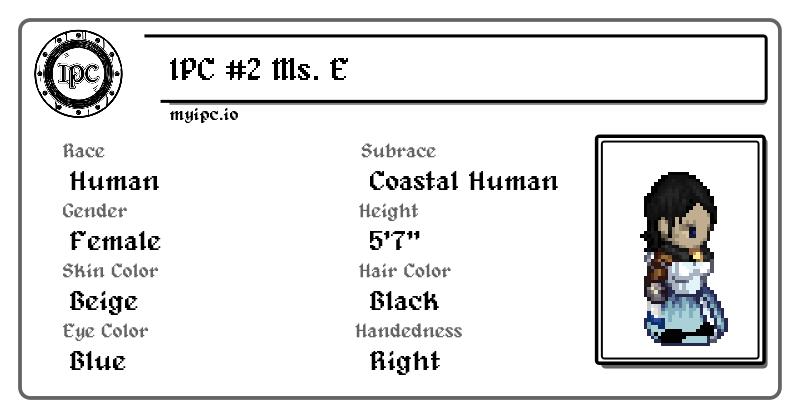 IPC
IPC #2 Ms. E
myipc.io
Race
Human
Subrace
Coastal Human
Gender
Female
Height
5'7"
Skin Color
Beige
Hair Color
Black
Eye Color
Blue
Handedness
Right